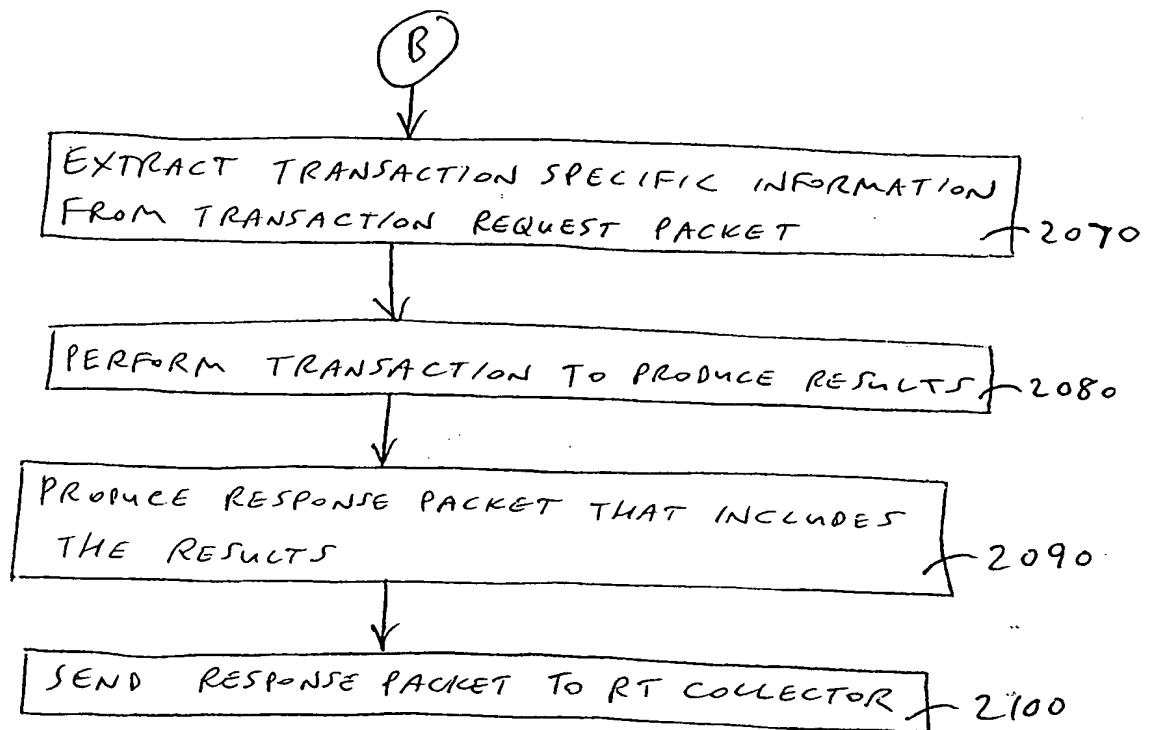 B
EXTRACT TRANSACTION SPECIFIC INFORMATION
FROM TRANSACTION REQUEST PACKET
2070
PERFORM TRANSACTION TO PRODUCE RESULTS
2080
PRODUCE RESPONSE PACKET THAT INCLUDES
THE RESULTS
2090
SEND RESPONSE PACKET TO RT COLLECTOR
2100